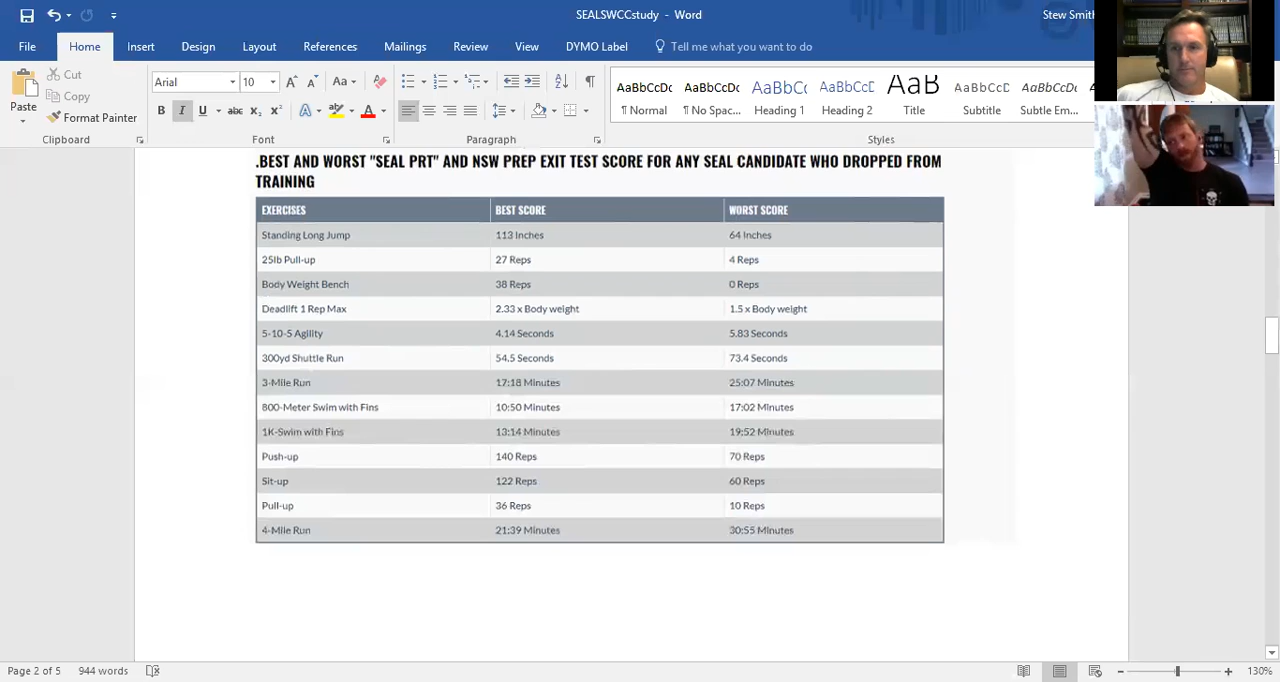 SEALSWCCstudy - Word
Stew Smith
File Home Insert Design Layout References Mailings Review View DYMO Label Tell me what you want to do
Paste
Cut
Copy
Format Painter
Arial 10
Aa
B I U abc x₂ x² A ab A
AaBbCcDc AaBbCcDc AaBbCc AaBbCcC AaB AaBbCcD AaBbCcDc
¶ Normal ¶ No Spac... Heading 1 Heading 2 Title Subtitle Subtle Em...
Clipboard Font Paragraph Styles
.BEST AND WORST "SEAL PRT" AND NSW PREP EXIT TEST SCORE FOR ANY SEAL CANDIDATE WHO DROPPED FROM
TRAINING
EXERCISES BEST SCORE WORST SCORE
Standing Long Jump 113 Inches 64 Inches
25lb Pull-up 27 Reps 4 Reps
Body Weight Bench 38 Reps 0 Reps
Deadlift 1 Rep Max 2.33 x Body weight 1.5 x Body weight
5-10-5 Agility 4.14 Seconds 5.83 Seconds
300yd Shuttle Run 54.5 Seconds 73.4 Seconds
3-Mile Run 17:18 Minutes 25:07 Minutes
800-Meter Swim with Fins 10:50 Minutes 17:02 Minutes
1K-Swim with Fins 13:14 Minutes 19:52 Minutes
Push-up 140 Reps 70 Reps
Sit-up 122 Reps 60 Reps
Pull-up 36 Reps 10 Reps
4-Mile Run 21:39 Minutes 30:55 Minutes
Page 2 of 5 944 words 130%